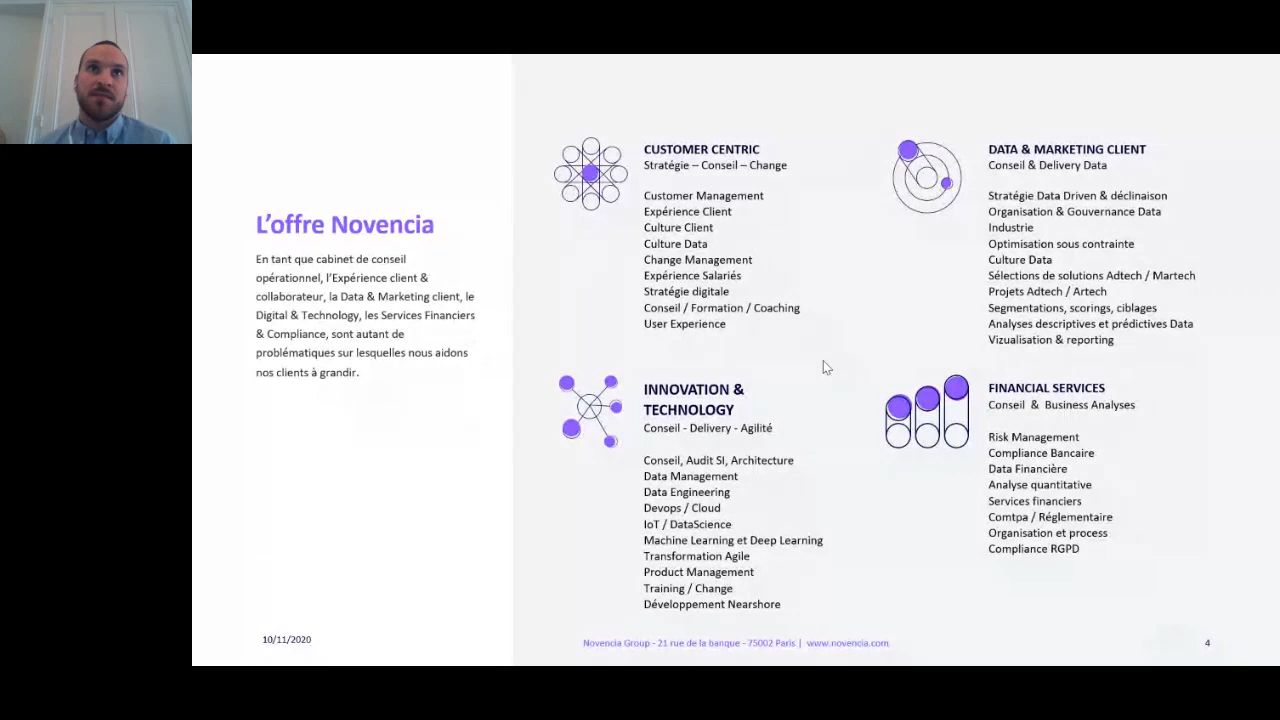 L’offre Novencia
En tant que cabinet de conseil
opérationnel, l’Expérience client &
collaborateur, la Data & Marketing client, le
Digital & Technology, les Services Financiers
& Compliance, sont autant de
problématiques sur lesquelles nous aidons
nos clients à grandir.
CUSTOMER CENTRIC
Stratégie – Conseil – Change
Customer Management
Expérience Client
Culture Client
Culture Data
Change Management
Expérience Salariés
Stratégie digitale
Conseil / Formation / Coaching
User Experience
DATA & MARKETING CLIENT
Conseil & Delivery Data
Stratégie Data Driven & déclinaison
Organisation & Gouvernance Data
Industrie
Optimisation sous contrainte
Culture Data
Sélections de solutions Adtech / Martech
Projets Adtech / Artech
Segmentations, scorings, ciblages
Analyses descriptives et prédictives Data
Vizualisation & reporting
INNOVATION &
TECHNOLOGY
Conseil - Delivery - Agilité
Conseil, Audit SI, Architecture
Data Management
Data Engineering
Devops / Cloud
IoT / DataScience
Machine Learning et Deep Learning
Transformation Agile
Product Management
Training / Change
Développement Nearshore
FINANCIAL SERVICES
Conseil & Business Analyses
Risk Management
Compliance Bancaire
Data Financière
Analyse quantitative
Services financiers
Comtpa / Réglementaire
Organisation et process
Compliance RGPD
10/11/2020
Novencia Group - 21 rue de la banque - 75002 Paris | www.novencia.com
4